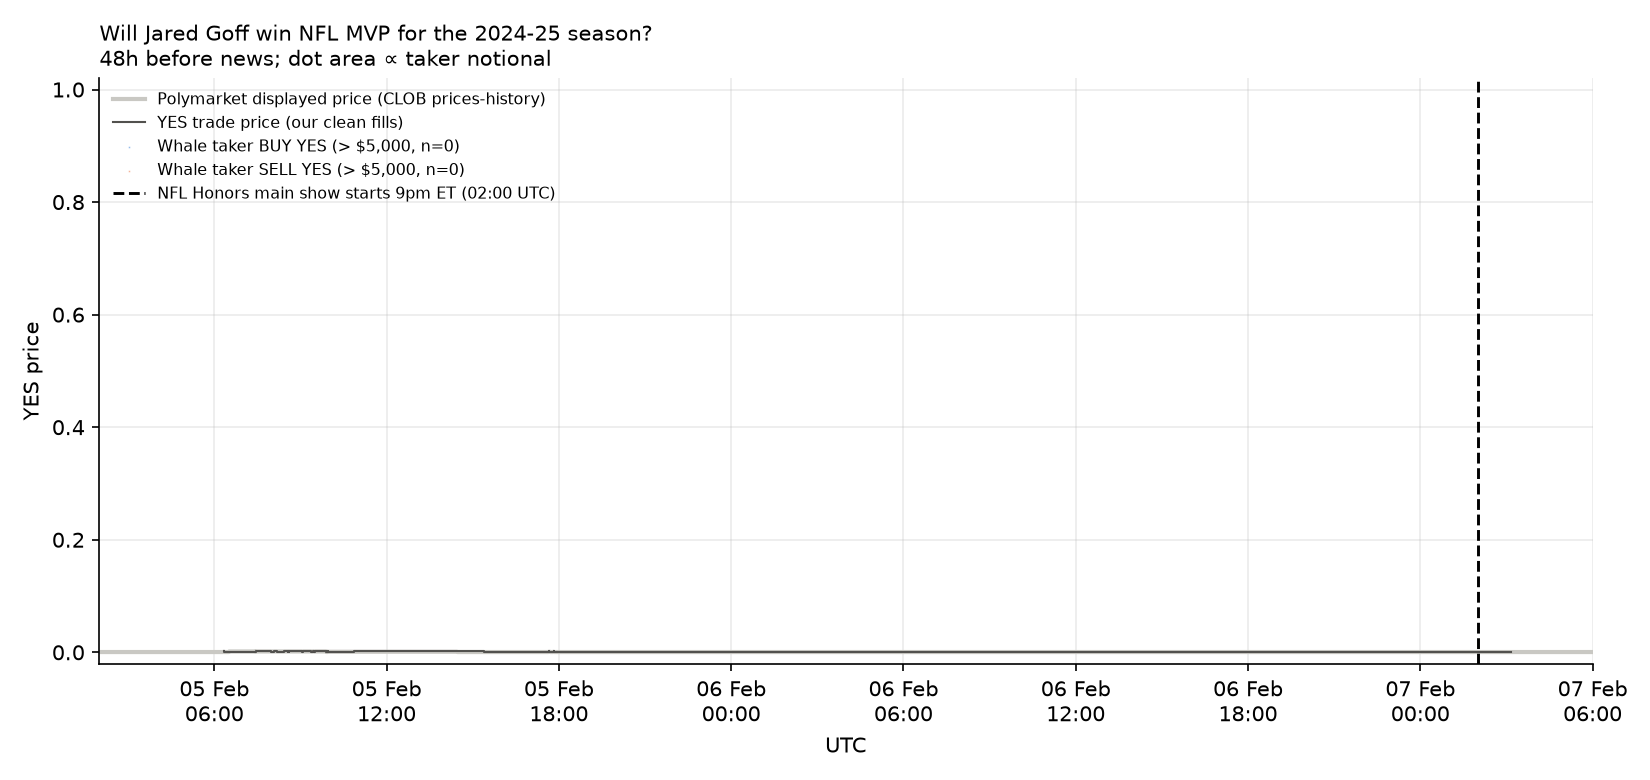 Will Jared Goff win NFL MVP for the 2024-25 season?
48h before news; dot area ∝ taker notional
Polymarket displayed price (CLOB prices-history)
YES trade price (our clean fills)
Whale taker BUY YES (> $5,000, n=0)
Whale taker SELL YES (> $5,000, n=0)
NFL Honors main show starts 9pm ET (02:00 UTC)
1.0
0.8
0.6
0.4
0.2
0.0
YES price
05 Feb 05 Feb 05 Feb 06 Feb 06 Feb 06 Feb 06 Feb 07 Feb 07 Feb
06:00 12:00 18:00 00:00 06:00 12:00 18:00 00:00 06:00
UTC